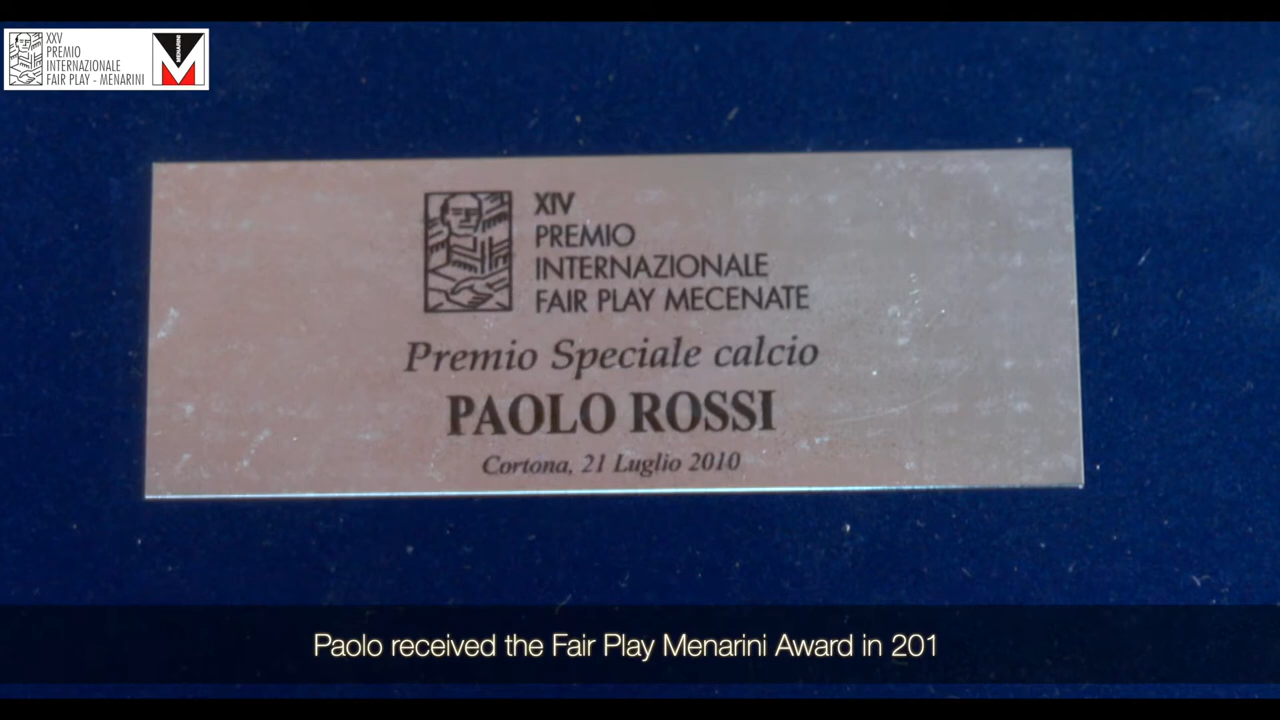 XXV
PREMIO
INTERNAZIONALE
FAIR PLAY - MENARINI
MENARINI
XIV
PREMIO
INTERNAZIONALE
FAIR PLAY MECENATE
Premio Speciale calcio
PAOLO ROSSI
Cortona, 21 Luglio 2010
Paolo received the Fair Play Menarini Award in 201